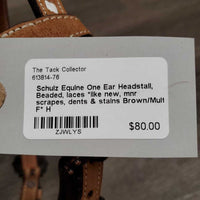 The Tack Collector
613814-76
Schulz Equine One Ear Headstall,
Beaded, laces *like new, mnr
scrapes, dents & stains Brown/Mult
F* H
ZJWLYS
$80.00